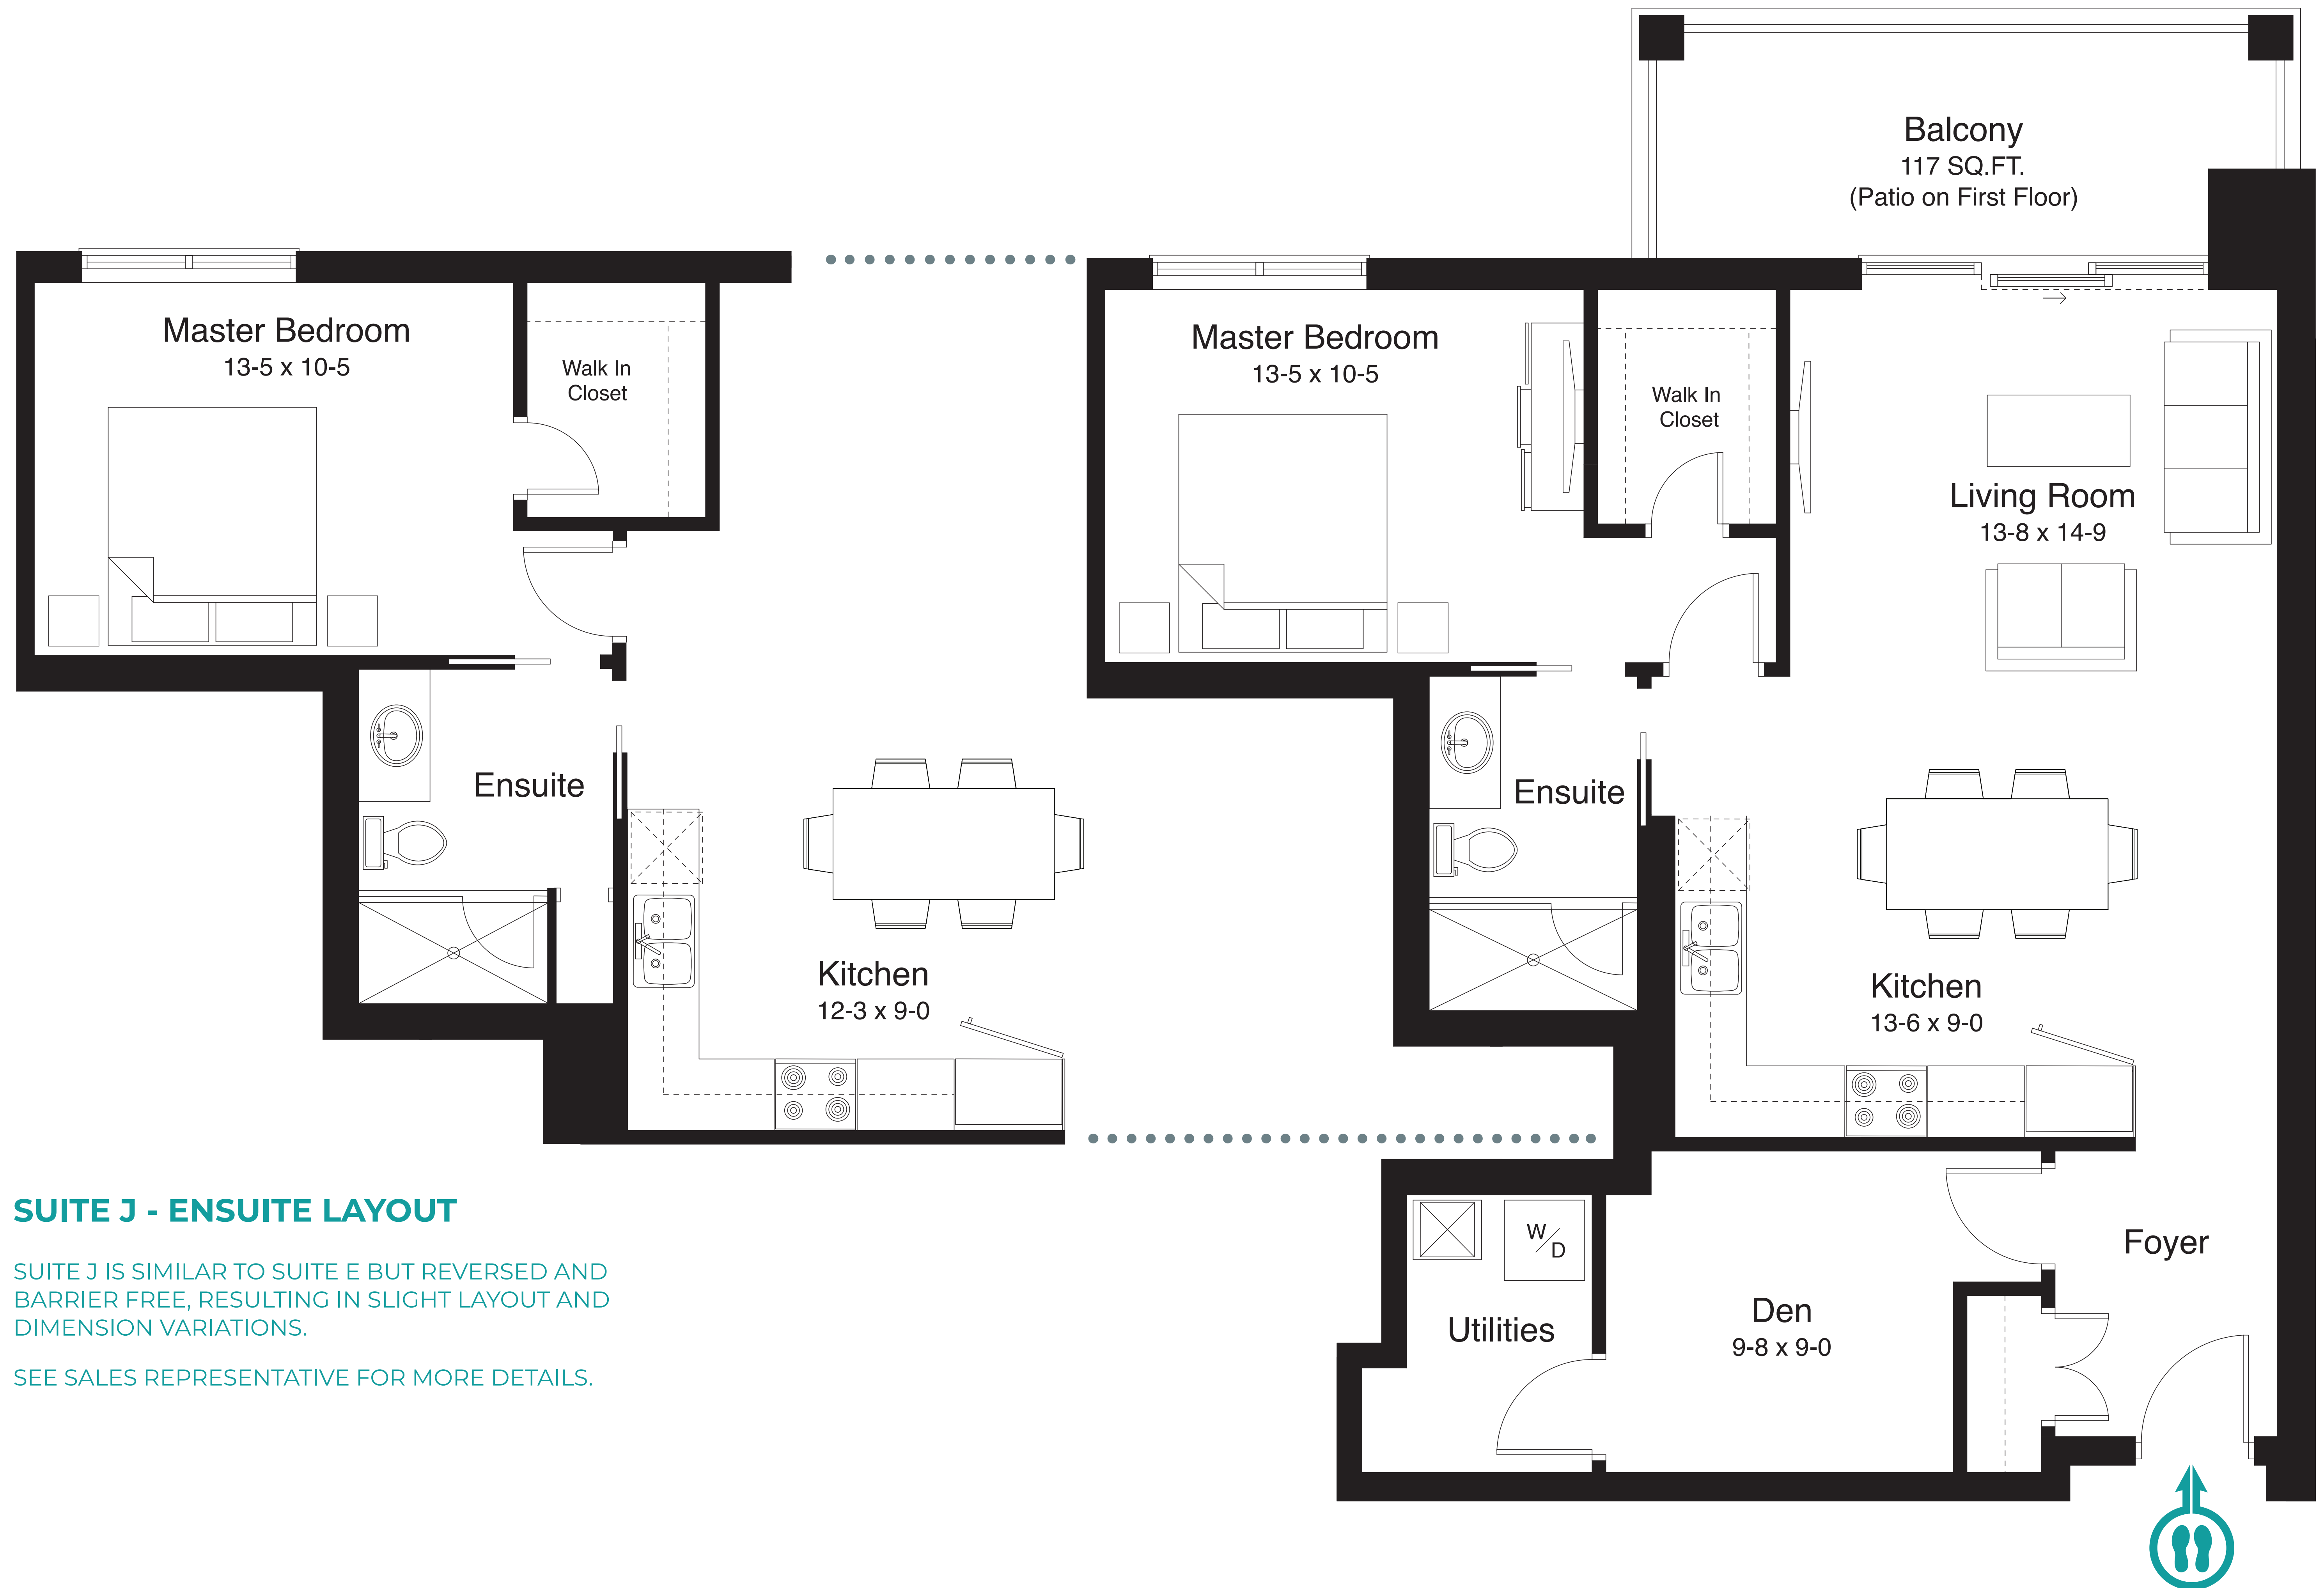 Balcony
117 SQ.FT.
(Patio on First Floor)
Master Bedroom
13-5 x 10-5
Walk In
Closet
Ensuite
Kitchen
12-3 x 9-0
Master Bedroom
13-5 x 10-5
Walk In
Closet
Living Room
13-8 x 14-9
Ensuite
Kitchen
13-6 x 9-0
W/D
Utilities
Den
9-8 x 9-0
Foyer
SUITE J - ENSUITE LAYOUT
SUITE J IS SIMILAR TO SUITE E BUT REVERSED AND
BARRIER FREE, RESULTING IN SLIGHT LAYOUT AND
DIMENSION VARIATIONS.
SEE SALES REPRESENTATIVE FOR MORE DETAILS.